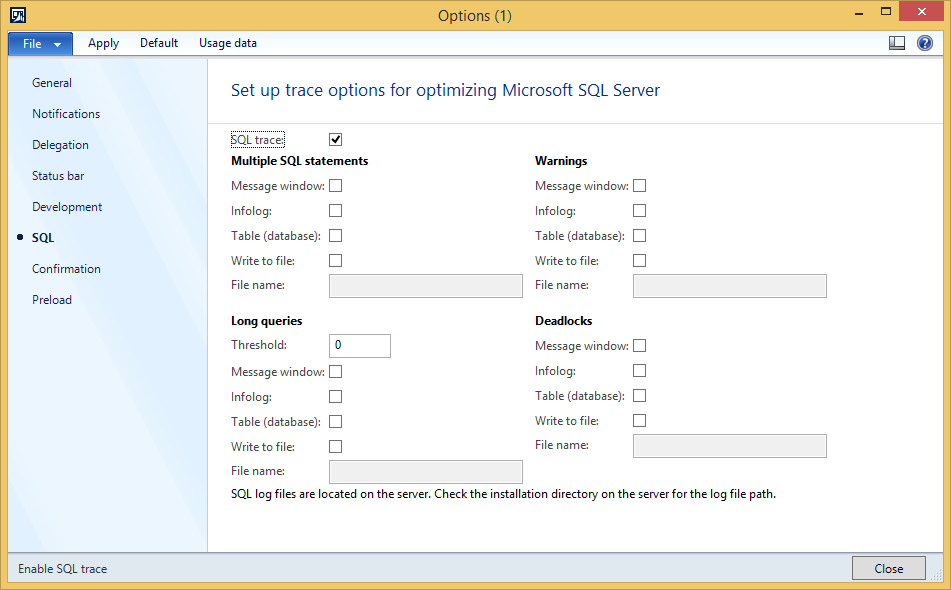 Options (1)
File Apply Default Usage data
General
Notifications
Delegation
Status bar
Development
SQL
Confirmation
Preload
Set up trace options for optimizing Microsoft SQL Server
SQL trace:
Multiple SQL statements
Message window:
Infolog:
Table (database):
Write to file:
File name:
Warnings
Message window:
Infolog:
Table (database):
Write to file:
File name:
Long queries
Threshold: 0
Message window:
Infolog:
Table (database):
Write to file:
File name:
Deadlocks
Message window:
Infolog:
Table (database):
Write to file:
File name:
SQL log files are located on the server. Check the installation directory on the server for the log file path.
Enable SQL trace
Close